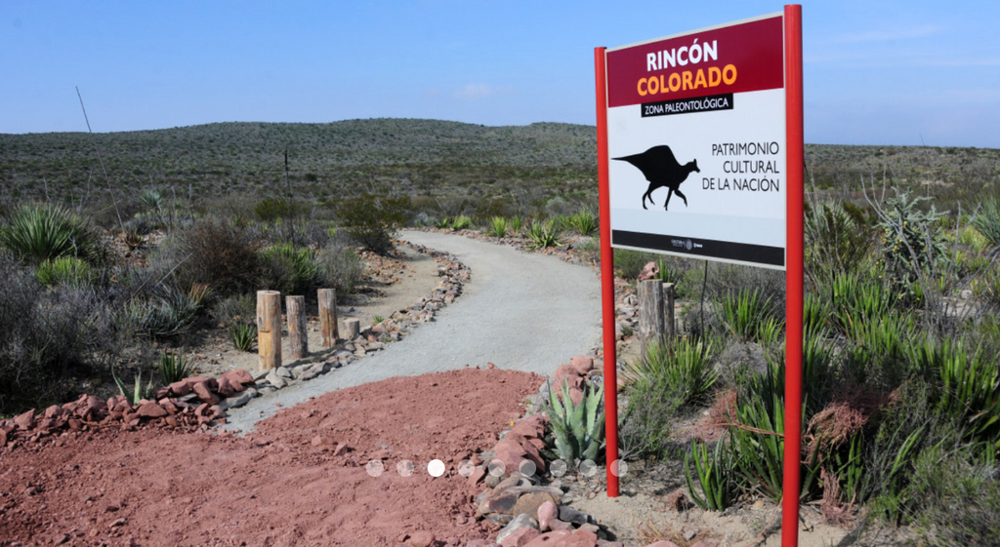 RINCÓN
COLORADO
ZONA PALEONTOLÓGICA
PATRIMONIO
CULTURAL
DE LA NACIÓN